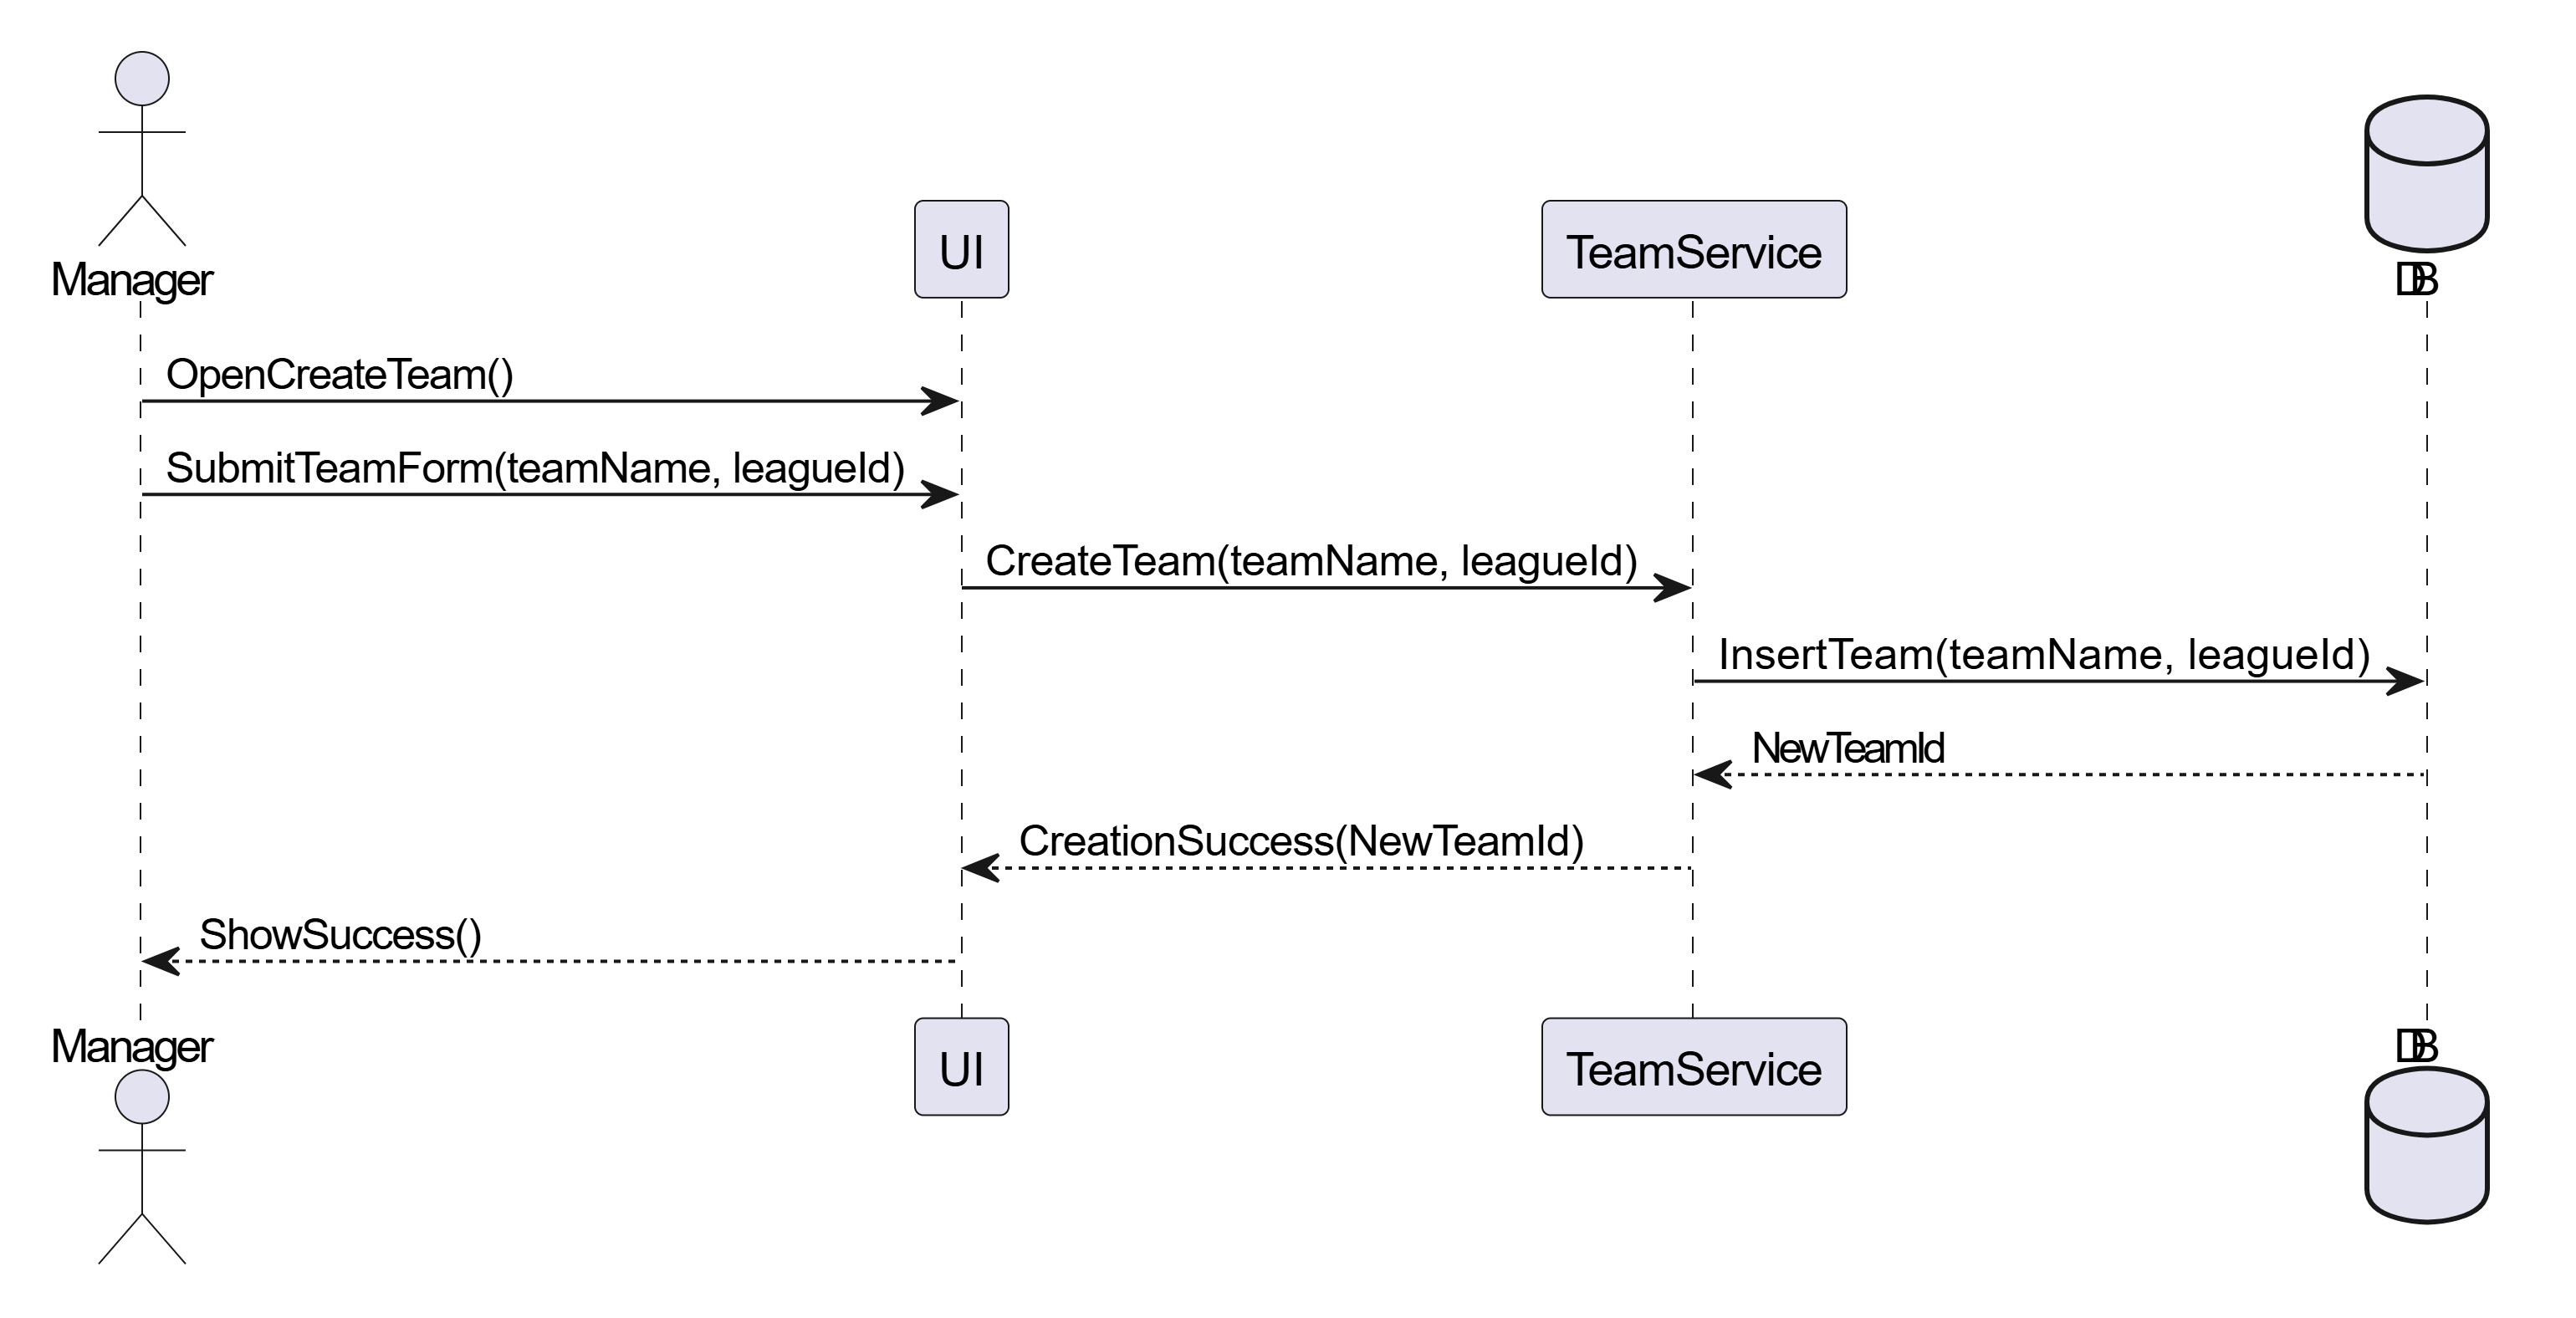 Manager
UI
TeamService
DB
OpenCreateTeam()
SubmitTeamForm(teamName, leagueId)
CreateTeam(teamName, leagueId)
InsertTeam(teamName, leagueId)
NewTeamId
CreationSuccess(NewTeamId)
ShowSuccess()
Manager
UI
TeamService
DB